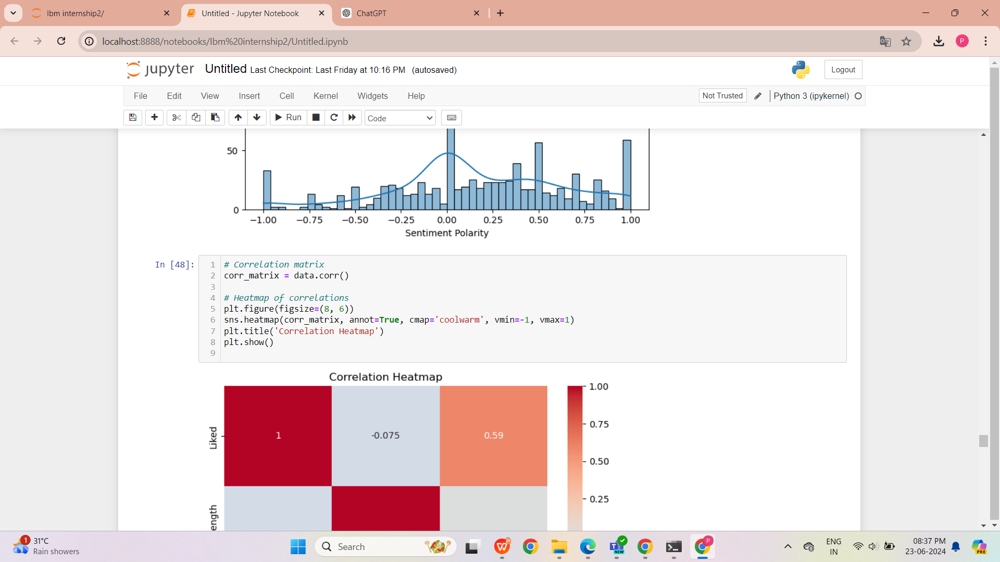 Ibm internship2/
Untitled - Jupyter Notebook
ChatGPT
localhost:8888/notebooks/Ibm%20internship2/Untitled.ipynb
P
jupyter Untitled Last Checkpoint: Last Friday at 10:16 PM (autosaved)
Logout
File Edit View Insert Cell Kernel Widgets Help
Not Trusted
Python 3 (ipykernel)
Run
Code
50
0
−1.00 −0.75 −0.50 −0.25 0.00 0.25 0.50 0.75 1.00
Sentiment Polarity
In [48]:
1 # Correlation matrix
2 corr_matrix = data.corr()
3
4 # Heatmap of correlations
5 plt.figure(figsize=(8, 6))
6 sns.heatmap(corr_matrix, annot=True, cmap='coolwarm', vmin=-1, vmax=1)
7 plt.title('Correlation Heatmap')
8 plt.show()
9
Correlation Heatmap
Liked
1 -0.075 0.59
ength
1.00
0.75
0.50
0.25
1
31°C
Rain showers
Search
NEW
P
ENG
IN
08:37 PM
23-06-2024
PRE